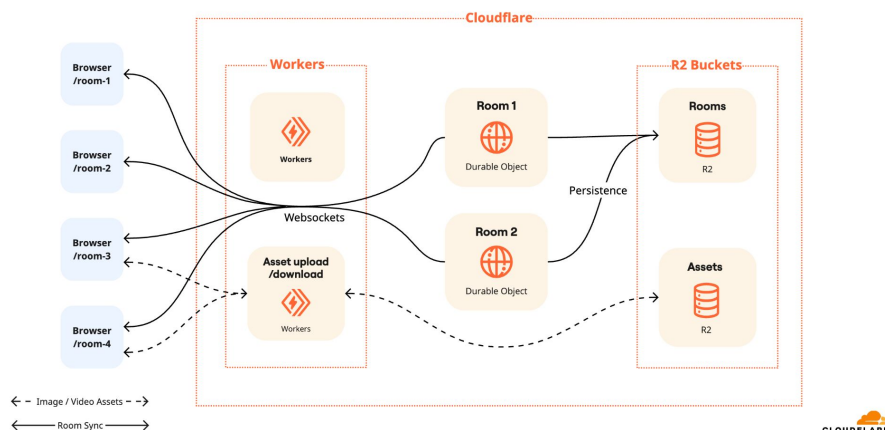 Cloudflare
Browser
/room-1
Browser
/room-2
Browser
/room-3
Browser
/room-4
Workers
Workers
Websockets
Asset upload
/download
Workers
Room 1
Durable Object
Room 2
Durable Object
Persistence
R2 Buckets
Rooms
R2
Assets
R2
Image / Video Assets
Room Sync